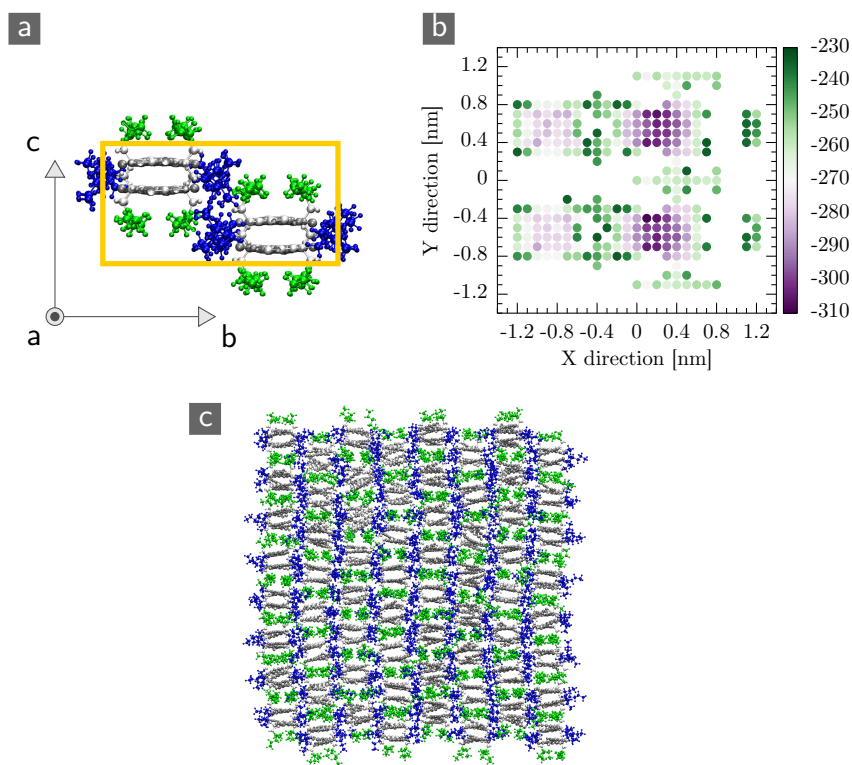 a
c
a
b
b
Y direction [nm]
1.2
0.8
0.4
0
-0.4
-0.8
-1.2
-1.2 -0.8 -0.4 0 0.4 0.8 1.2
X direction [nm]
-230
-240
-250
-260
-270
-280
-290
-300
-310
c